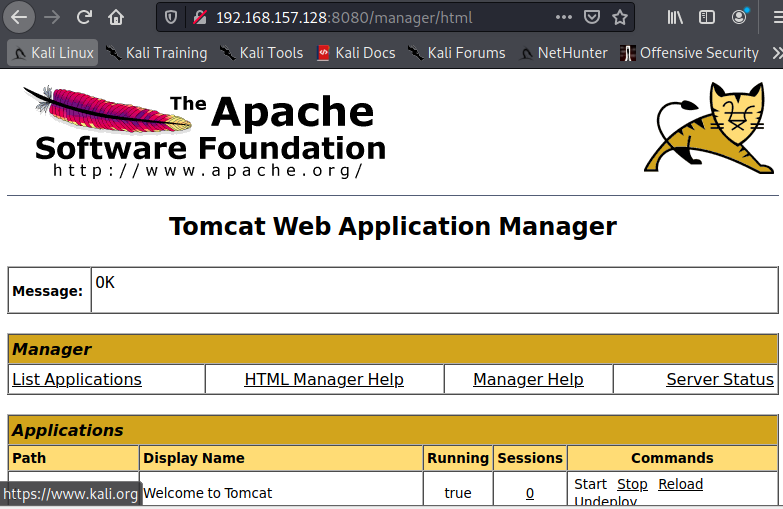 192.168.157.128:8080/manager/html
Kali Linux Kali Training Kali Tools Kali Docs Kali Forums NetHunter Offensive Security
The Apache
Software Foundation
http://www.apache.org/
Tomcat Web Application Manager
Message: OK
Manager
List Applications HTML Manager Help Manager Help Server Status
Applications
Path Display Name Running Sessions Commands
Welcome to Tomcat true 0 Start Stop Reload
Undeploy
https://www.kali.org